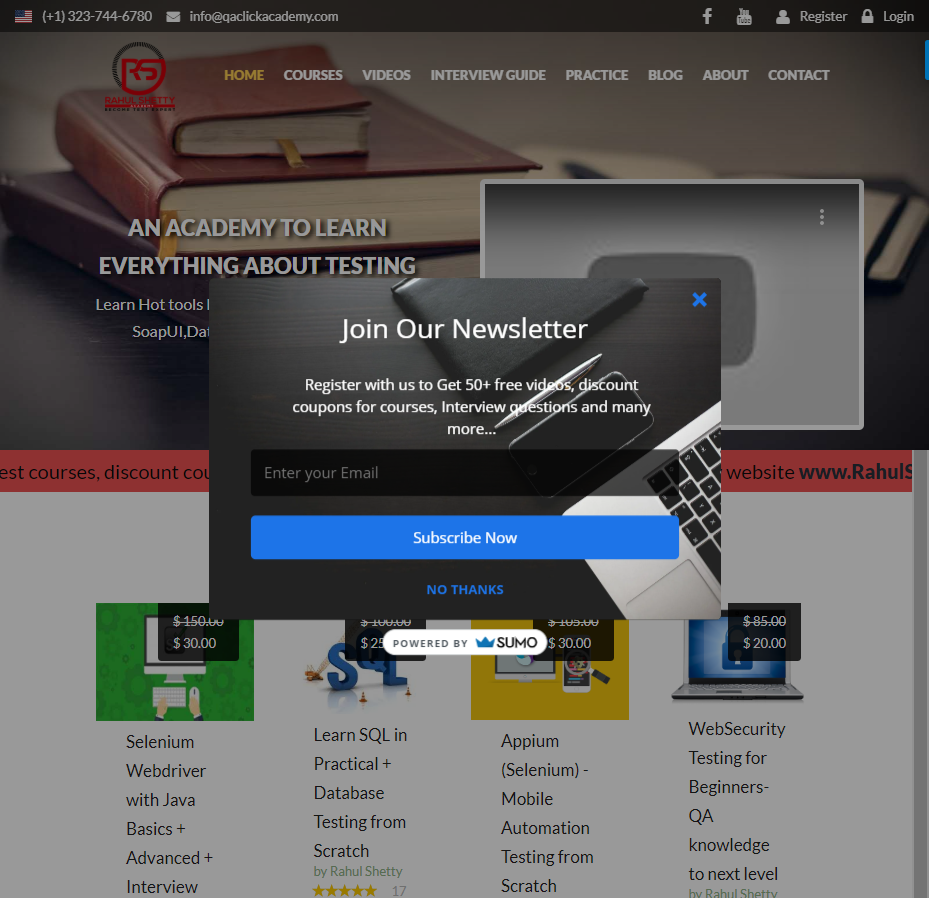 (+1) 323-744-6780 info@qaclickacademy.com Register Login
RS
RAHUL SHETTY
HOME COURSES VIDEOS INTERVIEW GUIDE PRACTICE BLOG ABOUT CONTACT
AN ACADEMY TO LEARN
EVERYTHING ABOUT TESTING
Learn Hot tools
SoapUI,Dat
Join Our Newsletter
Register with us to Get 50+ free videos, discount
coupons for courses, Interview questions and many
more...
est courses, discount cou
website www.RahulS
Enter your Email
Subscribe Now
NO THANKS
POWERED BY SUMO
$ 150.00
$ 30.00
$ 100.00
$ 25
$ 105.00
$ 30.00
$ 85.00
$ 20.00
SQL
Selenium
Webdriver
with Java
Basics +
Advanced +
Interview
Learn SQL in
Practical +
Database
Testing from
Scratch
by Rahul Shetty
17
Appium
(Selenium) -
Mobile
Automation
Testing from
Scratch
WebSecurity
Testing for
Beginners-
QA
knowledge
to next level
by Rahul Shetty